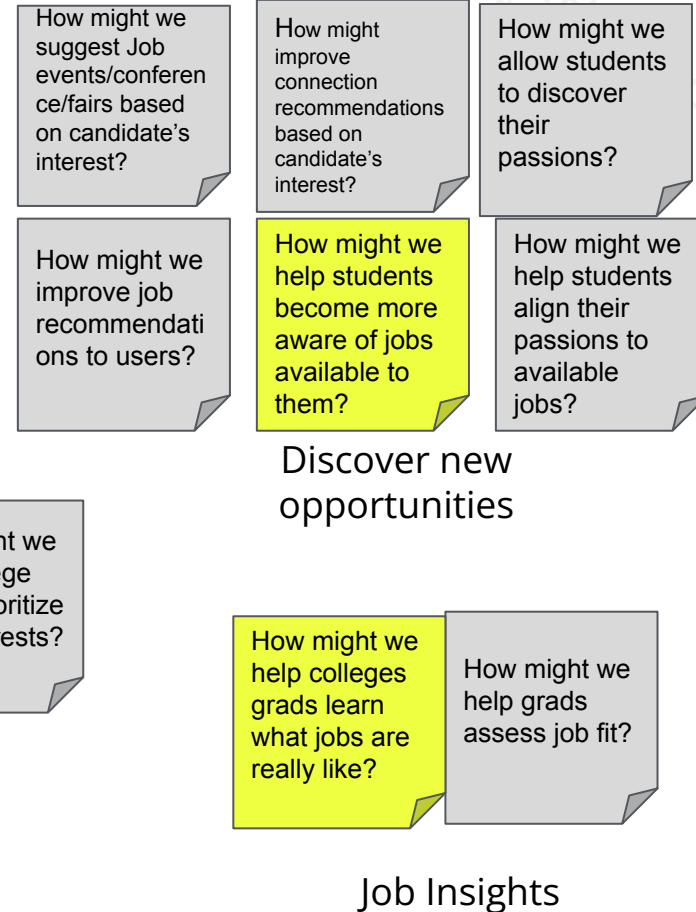 How might we
suggest Job
events/conferen
ce/fairs based
on candidate's
interest?
How might
improve
connection
recommendations
based on
candidate's
interest?
How might we
allow students
to discover
their
passions?
How might we
improve job
recommendati
ons to users?
How might we
help students
become more
aware of jobs
available to
them?
How might we
help students
align their
passions to
available
jobs?
Discover new
opportunities
we
How might we
help colleges
grads learn
what jobs are
really like?
How might we
help grads
assess job fit?
Job Insights